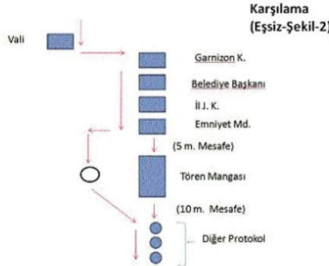 Karşılama
(Eşsiz-Şekil-2)
Vali
Garnizon K.
Belediye Başkanı
İl J. K.
Emniyet Md.
(5 m. Mesafe)
Tören Mangası
(10 m. Mesafe)
Diğer Protokol